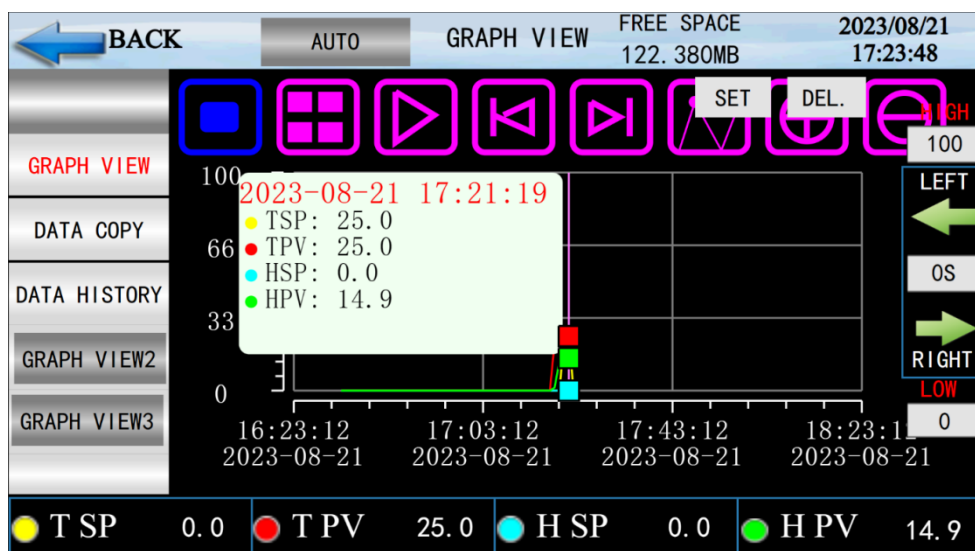 BACK
AUTO
GRAPH VIEW
FREE SPACE
122.380MB
2023/08/21
17:23:48
SET
DEL.
HIGH
100
GRAPH VIEW
DATA COPY
DATA HISTORY
GRAPH VIEW2
GRAPH VIEW3
100
66
33
0
2023-08-21 17:21:19
TSP: 25.0
TPV: 25.0
HSP: 0.0
HPV: 14.9
LEFT
0S
RIGHT
LOW
0
16:23:12
2023-08-21
17:03:12
2023-08-21
17:43:12
2023-08-21
18:23:1
2023-08-21
T SP 0.0
T PV 25.0
H SP 0.0
H PV 14.9